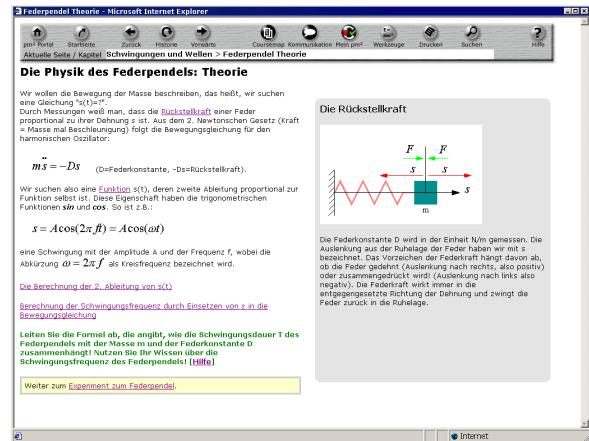 Federpendel Theorie - Microsoft Internet Explorer
pm² Portal Startseite Zurück Historie Vorwärts Coursemap Kommunikation Mein pm² Werkzeuge Drucken Suchen Hilfe
Aktuelle Seite / Kapitel Schwingungen und Wellen > Federpendel Theorie
Die Physik des Federpendels: Theorie
Wir wollen die Bewegung der Masse beschreiben, das heißt, wir suchen
eine Gleichung "s(t)=?".
Durch Messungen weiß man, dass die Rückstellkraft einer Feder
proportional zu ihrer Dehnung s ist. Aus dem 2. Newtonschen Gesetz (Kraft
= Masse mal Beschleunigung) folgt die Bewegungsgleichung für den
harmonischen Oszillator:
ms̈ = −Ds (D=Federkonstante, -Ds=Rückstellkraft).
Wir suchen also eine Funktion s(t), deren zweite Ableitung proportional zur
Funktion selbst ist. Diese Eigenschaft haben die trigonometrischen
Funktionen sin und cos. So ist z.B.:
s = A cos(2π ft) = A cos(ωt)
eine Schwingung mit der Amplitude A und der Frequenz f, wobei die
Abkürzung ω = 2π f als Kreisfrequenz bezeichnet wird.
Die Berechnung der 2. Ableitung von s(t)
Berechnung der Schwingungsfrequenz durch Einsetzen von s in die
Bewegungsgleichung
Leiten Sie die Formel ab, die angibt, wie die Schwingungsdauer T des
Federpendels mit der Masse m und der Federkonstante D
zusammenhängt! Nutzen Sie Ihr Wissen über die
Schwingungsfrequenz des Federpendels! [Hilfe]
Weiter zum Experiment zum Federpendel.
Die Rückstellkraft
F F
s s
s
m
Die Federkonstante D wird in der Einheit N/m gemessen. Die
Auslenkung aus der Ruhelage der Feder haben wir mit s
bezeichnet. Das Vorzeichen der Federkraft hängt davon ab,
ob die Feder gedehnt (Auslenkung nach rechts, also positiv)
oder zusammengedrückt wird! (Auslenkung nach links also
negativ). Die Federkraft wirkt immer in die
entgegengesetzte Richtung der Dehnung und zwingt die
Feder zurück in die Ruhelage.
Internet